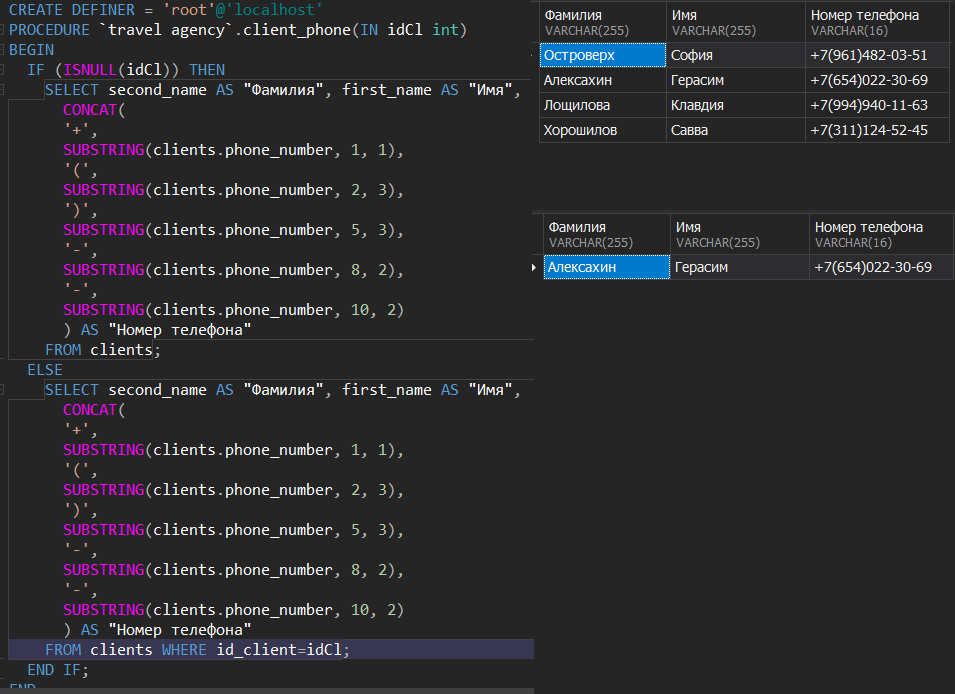 CREATE DEFINER = 'root'@'localhost'
PROCEDURE `travel agency`.client_phone(IN idCl int)
BEGIN
IF (ISNULL(idCl)) THEN
SELECT second_name AS "Фамилия", first_name AS "Имя",
CONCAT(
'+',
SUBSTRING(clients.phone_number, 1, 1),
'(',
SUBSTRING(clients.phone_number, 2, 3),
')',
SUBSTRING(clients.phone_number, 5, 3),
'-',
SUBSTRING(clients.phone_number, 8, 2),
'-',
SUBSTRING(clients.phone_number, 10, 2)
) AS "Номер телефона"
FROM clients;
ELSE
SELECT second_name AS "Фамилия", first_name AS "Имя",
CONCAT(
'+',
SUBSTRING(clients.phone_number, 1, 1),
'(',
SUBSTRING(clients.phone_number, 2, 3),
')',
SUBSTRING(clients.phone_number, 5, 3),
'-',
SUBSTRING(clients.phone_number, 8, 2),
'-',
SUBSTRING(clients.phone_number, 10, 2)
) AS "Номер телефона"
FROM clients WHERE id_client=idCl;
END IF;
END
Фамилия Имя Номер телефона
VARCHAR(255) VARCHAR(255) VARCHAR(16)
Островерх София +7(961)482-03-51
Алексахин Герасим +7(654)022-30-69
Лощилова Клавдия +7(994)940-11-63
Хорошилов Савва +7(311)124-52-45
Фамилия Имя Номер телефона
VARCHAR(255) VARCHAR(255) VARCHAR(16)
Алексахин Герасим +7(654)022-30-69